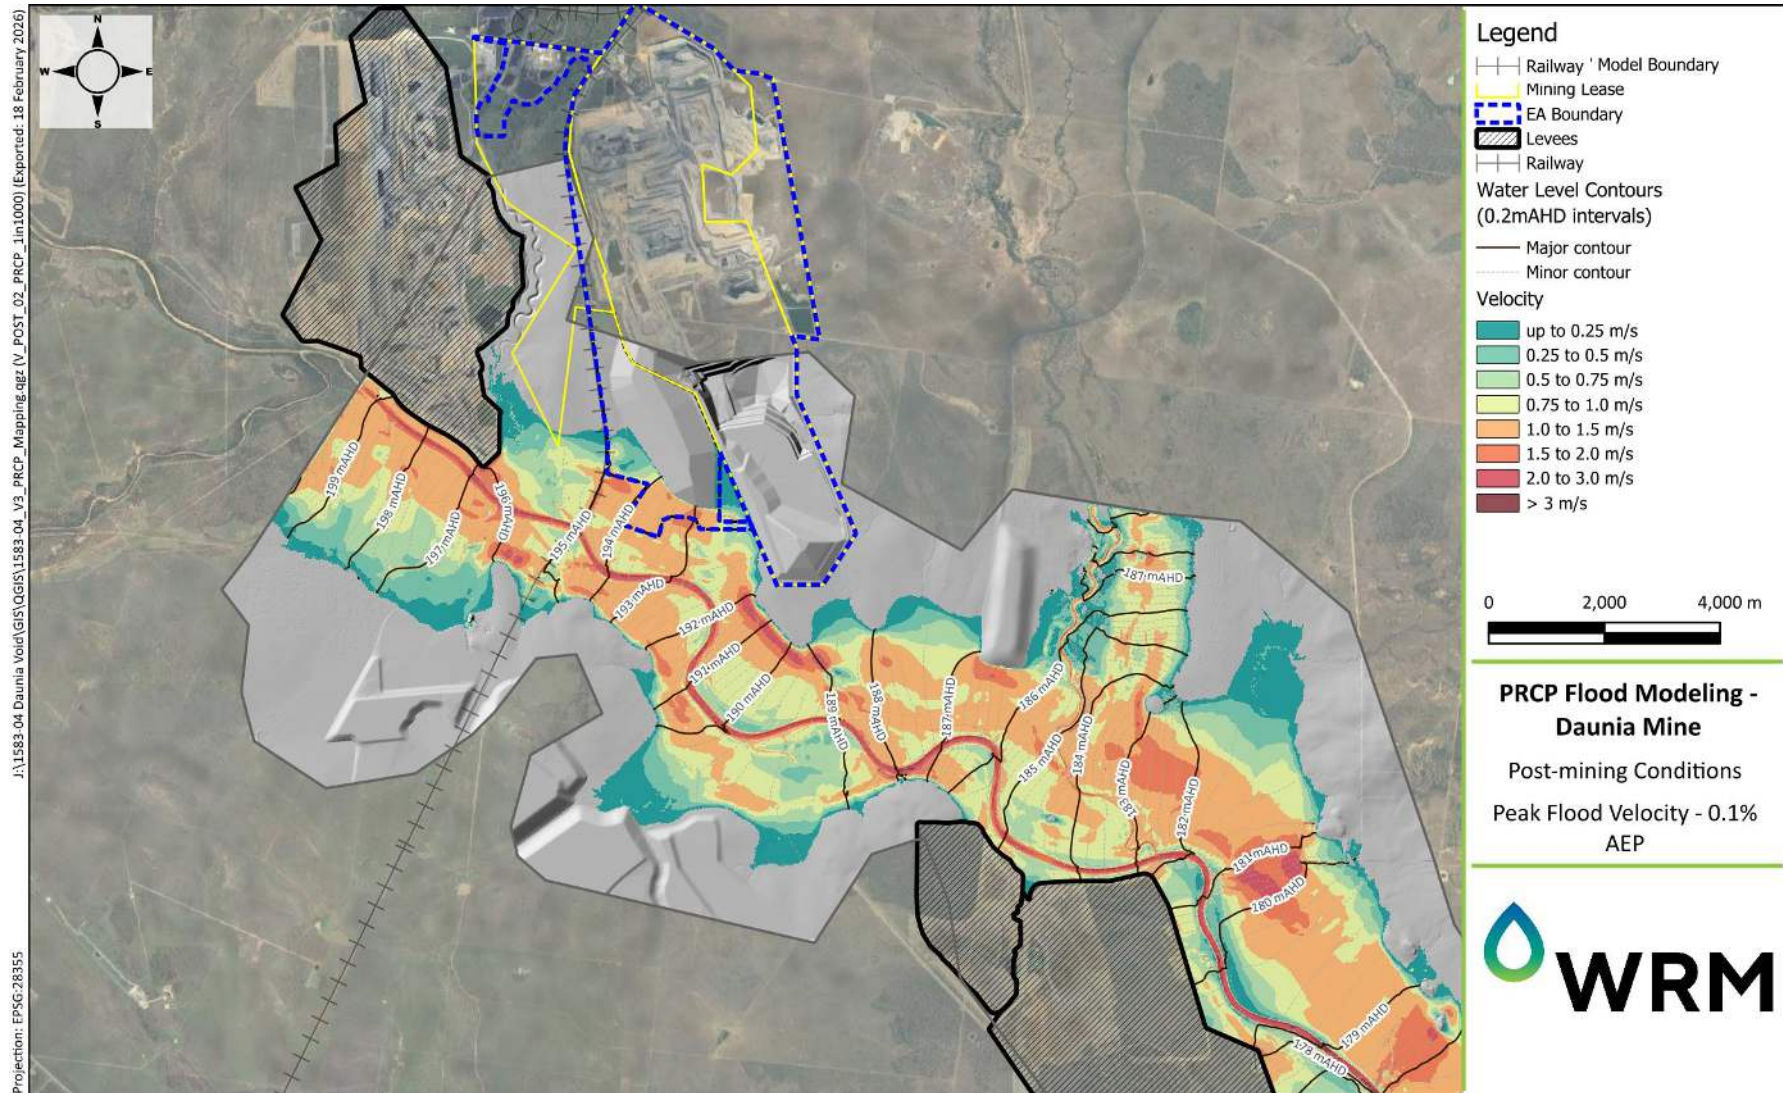 J:\1583-04 Daunia Void\GIS\QGIS\1583-04_V3_PRCP_Mapping.qgz (V_POST_02_PRCP_1in1000) (Exported: 18 February 2026)
Projection: EPSG:28355
N
W
E
S
199 mAHD
198 mAHD
197 mAHD
196 mAHD
195 mAHD
194 mAHD
193 mAHD
192 mAHD
191 mAHD
190 mAHD
189 mAHD
188 mAHD
187 mAHD
187 mAHD
186 mAHD
185 mAHD
184 mAHD
183 mAHD
182 mAHD
181 mAHD
180 mAHD
179 mAHD
178 mAHD
Legend
Railway ' Model Boundary
Mining Lease
EA Boundary
Levees
Railway
Water Level Contours
(0.2mAHD intervals)
Major contour
Minor contour
Velocity
up to 0.25 m/s
0.25 to 0.5 m/s
0.5 to 0.75 m/s
0.75 to 1.0 m/s
1.0 to 1.5 m/s
1.5 to 2.0 m/s
2.0 to 3.0 m/s
> 3 m/s
0 2,000 4,000 m
PRCP Flood Modeling -
Daunia Mine
Post-mining Conditions
Peak Flood Velocity - 0.1%
AEP
WRM